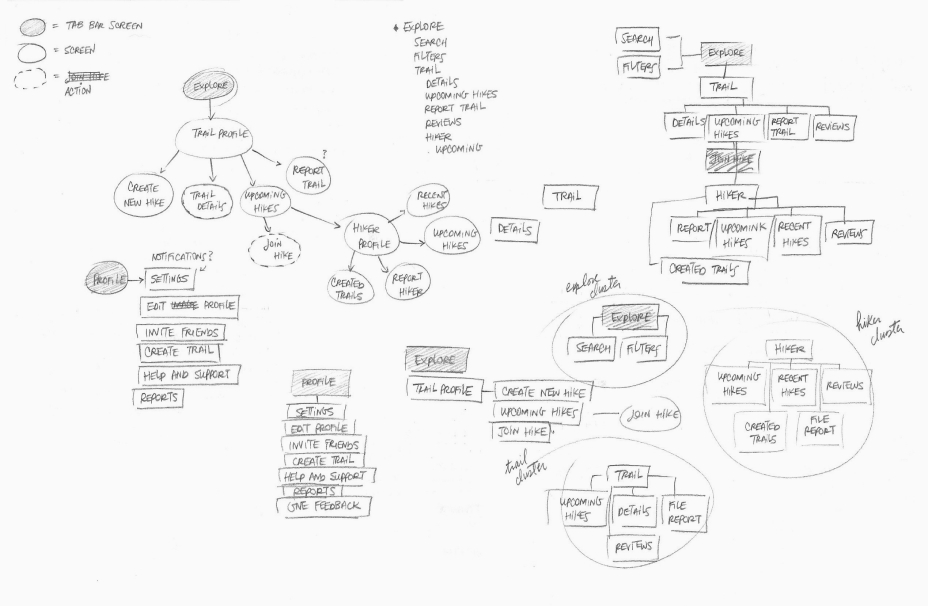 = TAB BAR SCREEN
= SCREEN
= ACTION
EXPLORE
TRAIL PROFILE
CREATE
NEW HIKE
TRAIL
DETAILS
UPCOMING
HIKES
?
REPORT
TRAIL
JOIN
HIKE
HIKER
PROFILE
RECENT
HIKES
UPCOMING
HIKES
CREATED
TRAILS
REPORT
HIKER
* EXPLORE
SEARCH
FILTERS
TRAIL
DETAILS
UPCOMING HIKES
REPORT TRAIL
REVIEWS
HIKER
. UPCOMING
SEARCH
FILTERS
EXPLORE
TRAIL
DETAILS
UPCOMING
HIKES
REPORT
TRAIL
REVIEWS
JOIN HIKE
HIKER
REPORT
UPCOMINK
HIKES
RECENT
HIKES
REVIEWS
CREATED TRAILS
TRAIL
DETAILS
NOTIFICATIONS?
PROFILE
SETTINGS
EDIT PROFILE
INVITE FRIENDS
CREATE TRAIL
HELP AND SUPPORT
REPORTS
PROFILE
SETTINGS
EDIT PROFILE
INVITE FRIENDS
CREATE TRAIL
HELP AND SUPPORT
REPORTS
GIVE FEEDBACK
EXPLORE
TRAIL PROFILE
CREATE NEW HIKE
UPCOMING HIKES
JOIN HIKE
JOIN HIKE
explore
cluster
EXPLORE
SEARCH
FILTERS
hiker
cluster
HIKER
UPCOMING
HIKES
RECENT
HIKES
REVIEWS
CREATED
TRAILS
FILE
REPORT
trail
cluster
TRAIL
UPCOMING
HIKES
DETAILS
FILE
REPORT
REVIEWS